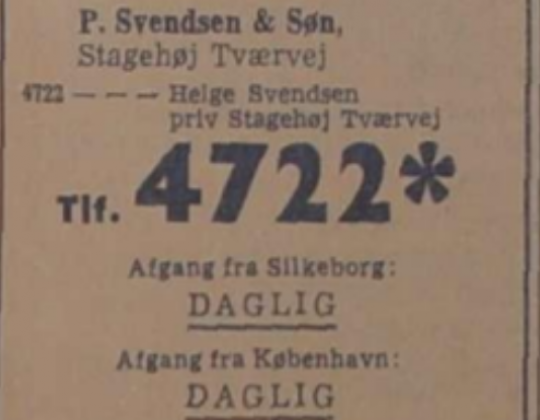 P. Svendsen & Søn,
Stagehøj Tværvej
4722 — — — Helge Svendsen
priv Stagehøj Tværvej
Tlf. 4722*
Afgang fra Silkeborg:
DAGLIG
Afgang fra København:
DAGLIG